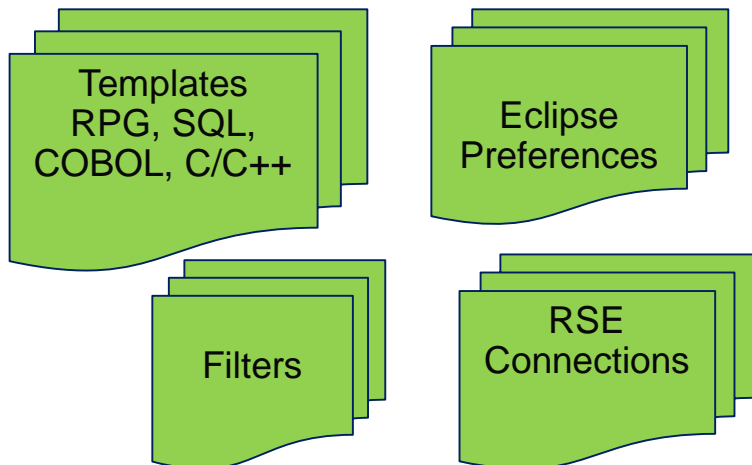 Templates
RPG, SQL,
COBOL, C/C++
Eclipse
Preferences
Filters
RSE
Connections